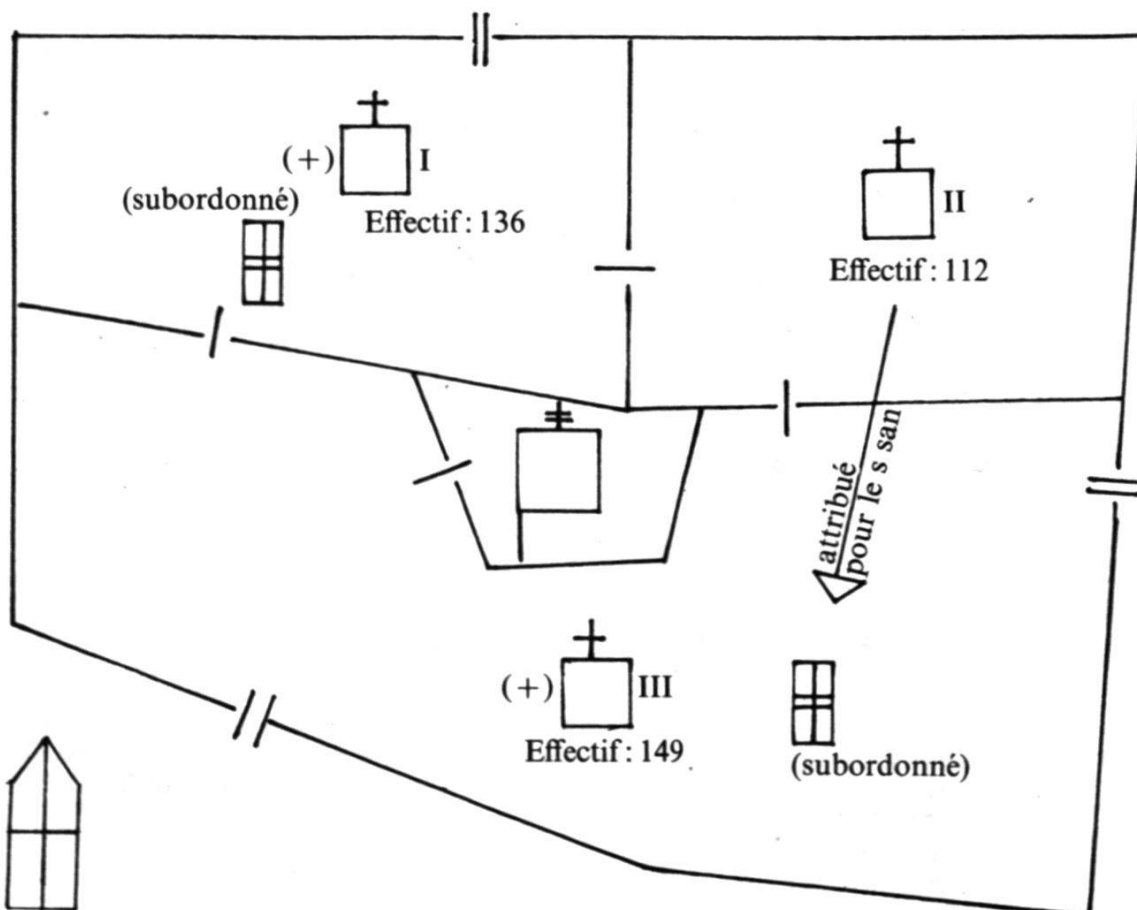 (+) I
(subordonné)
Effectif : 136
II
Effectif : 112
attribué
pour le s san
(+) III
Effectif : 149
(subordonné)